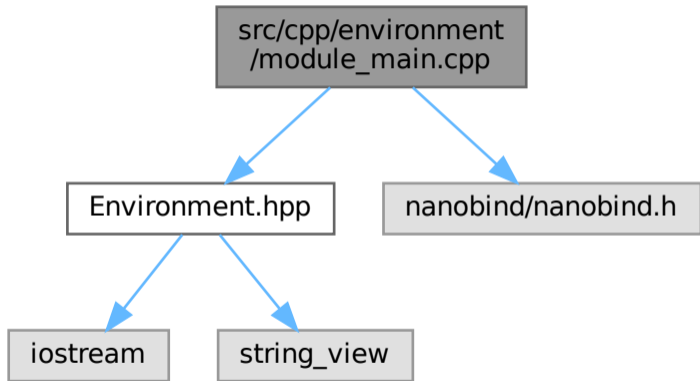 src/cpp/environment
/module_main.cpp
Environment.hpp
nanobind/nanobind.h
iostream
string_view